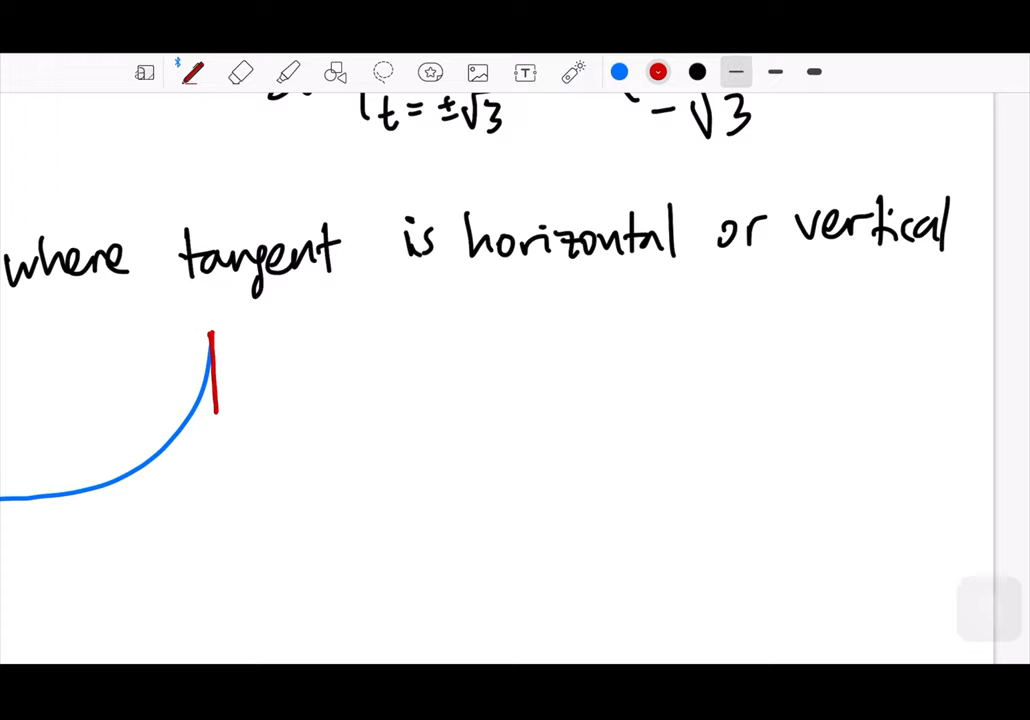 t = ±√3 -√3
where tangent is horizontal or vertical